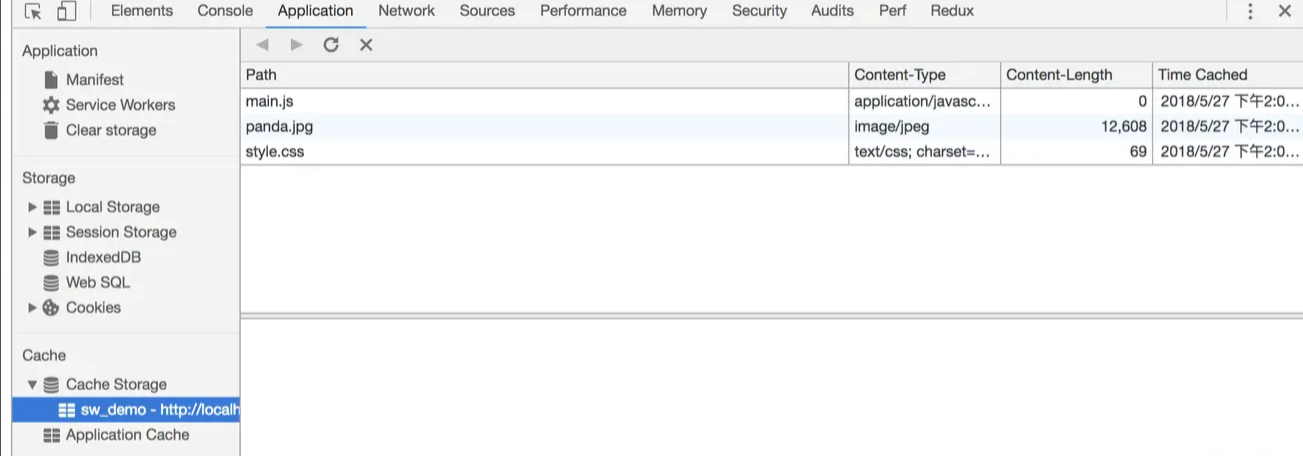 Elements Console Application Network Sources Performance Memory Security Audits Perf Redux
Application
Manifest
Service Workers
Clear storage
Storage
Local Storage
Session Storage
IndexedDB
Web SQL
Cookies
Cache
Cache Storage
sw_demo - http://localh
Application Cache
Path Content-Type Content-Length Time Cached
main.js application/javasc... 0 2018/5/27 下午2:0...
panda.jpg image/jpeg 12,608 2018/5/27 下午2:0...
style.css text/css; charset=... 69 2018/5/27 下午2:0...